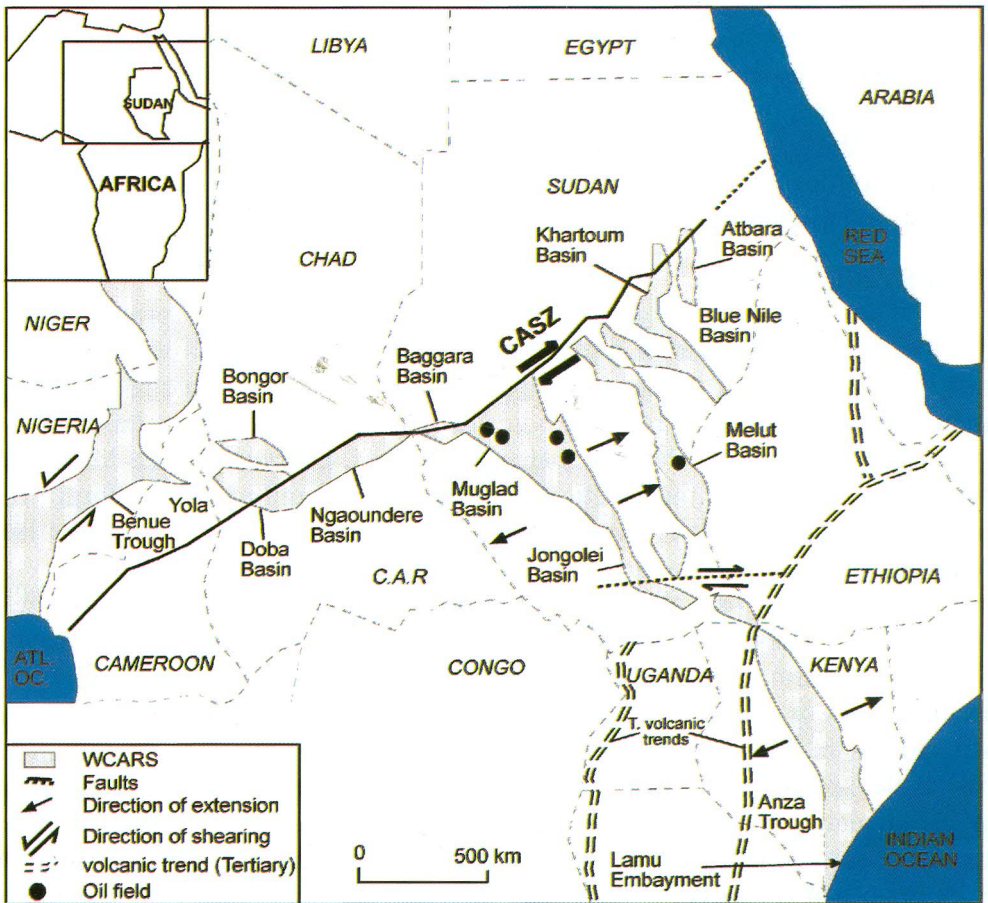 LIBYA
EGYPT
ARABIA
SUDAN
AFRICA
SUDAN
Khartoum
Basin
Atbara
Basin
RED
SEA
CHAD
NIGER
Blue Nile
Basin
CASZ
Baggara
Basin
Bongor
Basin
NIGERIA
Melut
Basin
Muglad
Basin
Yola
Benue
Trough
Ngaoundere
Basin
Doba
Basin
Jongolei
Basin
C.A.R
ETHIOPIA
ATL.
OC.
CAMEROON
CONGO
UGANDA
KENYA
T. volcanic
trends
Anza
Trough
Lamu
Embayment
INDIAN
OCEAN
WCARS
Faults
Direction of extension
Direction of shearing
volcanic trend (Tertiary)
Oil field
0 500 km